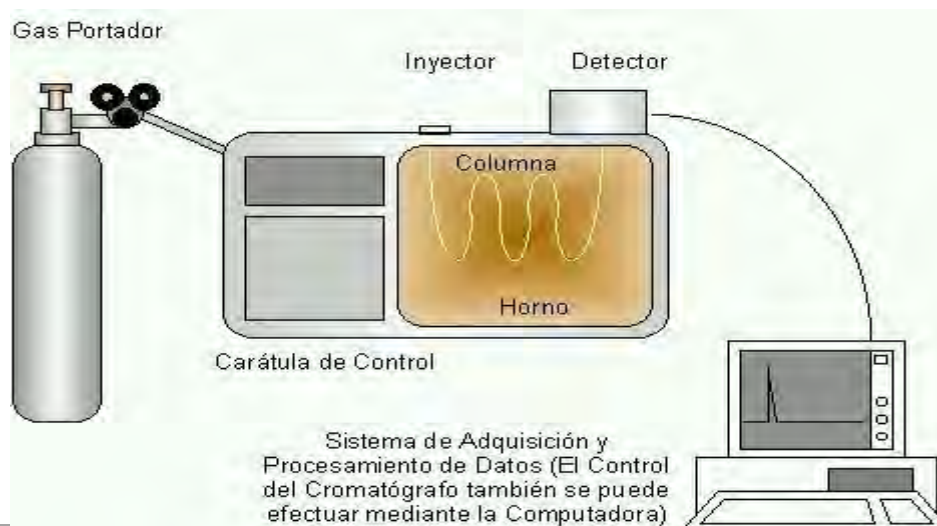 Gas Portador
Inyector
Detector
Columna
Horno
Carátula de Control
Sistema de Adquisición y
Procesamiento de Datos (El Control
del Cromatógrafo también se puede
efectuar mediante la Computadora)